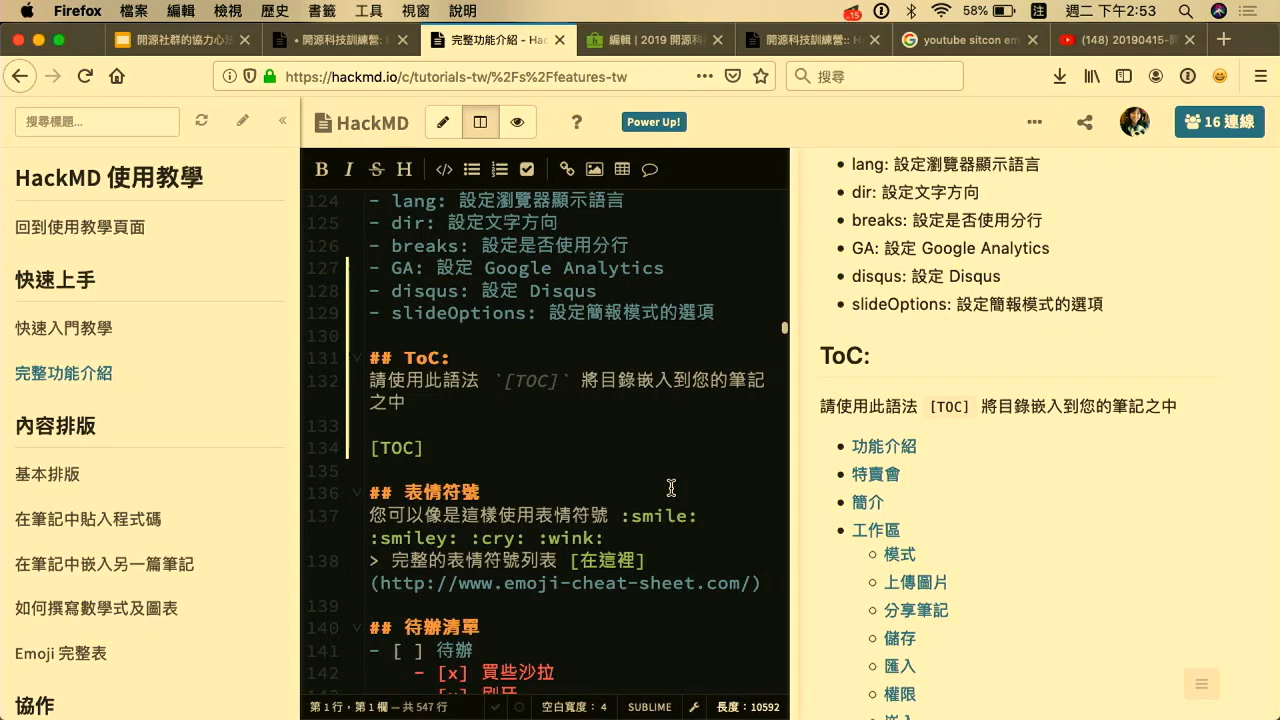 Firefox 檔案 編輯 檢視 歷史 書籤 工具 視窗 說明 15 58% 注 週二 下午2:53
開源社群的協力心法 • 開源科技訓練營: H 完整功能介紹 - Hac 編輯 | 2019 開源科 開源科技訓練營:: H youtube sitcon em (148) 20190415-開
https://hackmd.io/c/tutorials-tw/%2Fs%2Ffeatures-tw 搜尋
搜尋標題...
HackMD
?
Power Up!
16 連線
HackMD 使用教學
回到使用教學頁面
快速上手
快速入門教學
完整功能介紹
內容排版
基本排版
在筆記中貼入程式碼
在筆記中嵌入另一篇筆記
如何撰寫數學式及圖表
Emoji 完整表
協作
B I S H
124 - lang: 設定瀏覽器顯示語言
125 - dir: 設定文字方向
126 - breaks: 設定是否使用分行
127 - GA: 設定 Google Analytics
128 - disqus: 設定 Disqus
129 - slideOptions: 設定簡報模式的選項
130
131 ## ToC:
132 請使用此語法 `[TOC]` 將目錄嵌入到您的筆記
之中
133
134 [TOC]
135
136 ## 表情符號
137 您可以像是這樣使用表情符號 :smile:
:smiley: :cry: :wink:
138 > 完整的表情符號列表 [在這裡]
(http://www.emoji-cheat-sheet.com/)
139
140 ## 待辦清單
141 - [ ] 待辦
142 - [x] 買些沙拉
143 - [x] 刷牙
第 1 行，第 1 欄 — 共 547 行 空白寬度： 4 SUBLIME 長度：10592
• lang: 設定瀏覽器顯示語言
• dir: 設定文字方向
• breaks: 設定是否使用分行
• GA: 設定 Google Analytics
• disqus: 設定 Disqus
• slideOptions: 設定簡報模式的選項
ToC:
請使用此語法 [TOC] 將目錄嵌入到您的筆記之中
• 功能介紹
• 特賣會
• 簡介
• 工作區
○ 模式
○ 上傳圖片
○ 分享筆記
○ 儲存
○ 匯入
○ 權限
○ 嵌入